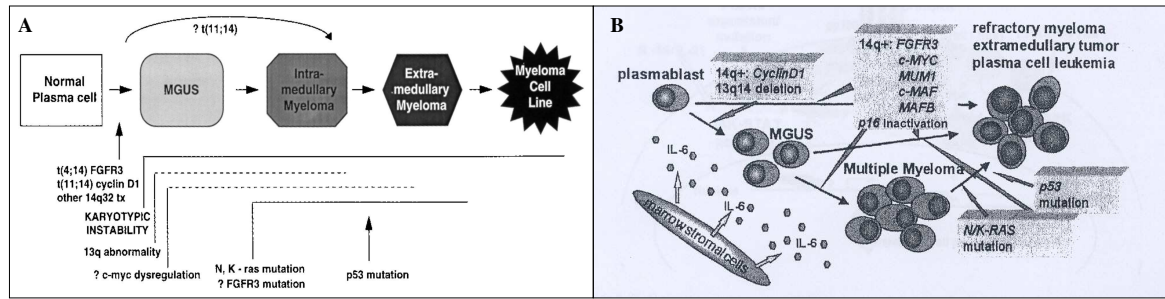 A
? t(11;14)
Normal
Plasma cell
MGUS
Intra-
medullary
Myeloma
Extra-
medullary
Myeloma
Myeloma
Cell
Line
t(4;14) FGFR3
t(11;14) cyclin D1
other 14q32 tx
KARYOTYPIC
INSTABILITY
13q abnormality
? c-myc dysregulation
N, K - ras mutation
? FGFR3 mutation
p53 mutation
B
plasmablast
14q+: CyclinD1
13q14 deletion
14q+: FGFR3
c-MYC
MUM1
c-MAF
MAFB
p16 inactivation
refractory myeloma
extramedullary tumor
plasma cell leukemia
MGUS
IL-6
Multiple Myeloma
IL-6
IL-6
marrow stromal cells
p53
mutation
N/K-RAS
mutation